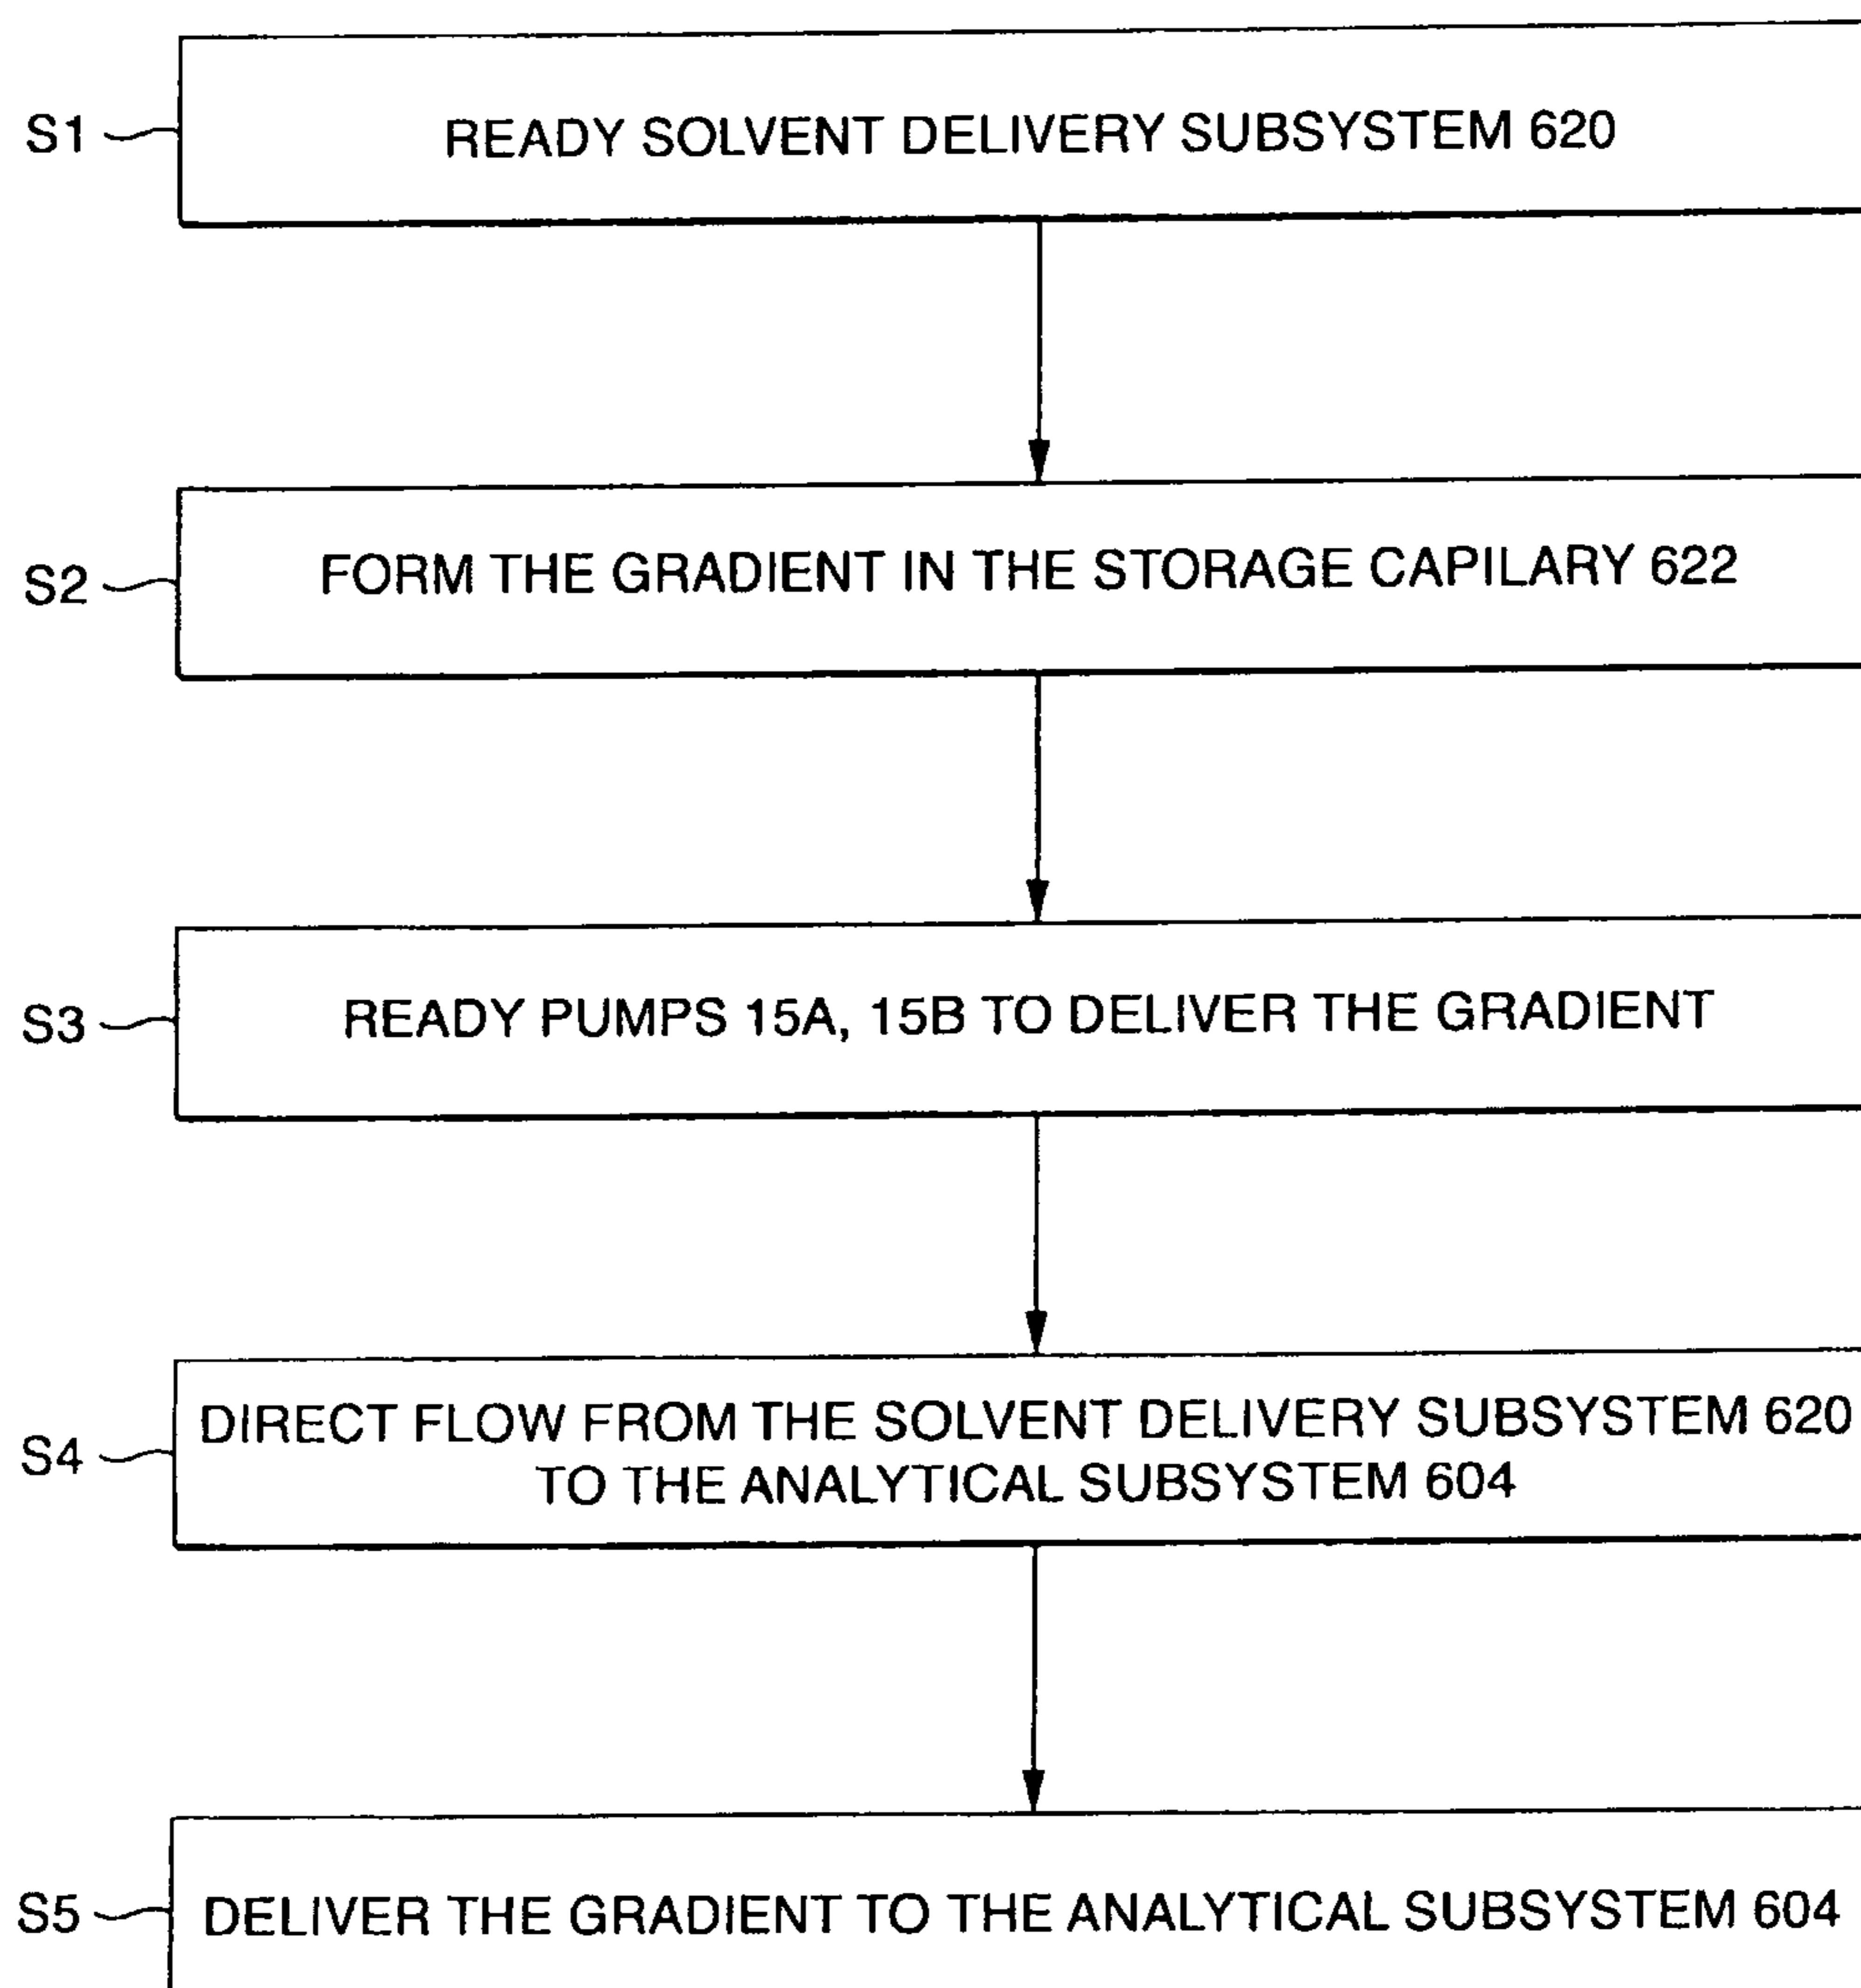 S1
READY SOLVENT DELIVERY SUBSYSTEM 620
S2
FORM THE GRADIENT IN THE STORAGE CAPILARY 622
S3
READY PUMPS 15A, 15B TO DELIVER THE GRADIENT
S4
DIRECT FLOW FROM THE SOLVENT DELIVERY SUBSYSTEM 620
TO THE ANALYTICAL SUBSYSTEM 604
S5
DELIVER THE GRADIENT TO THE ANALYTICAL SUBSYSTEM 604